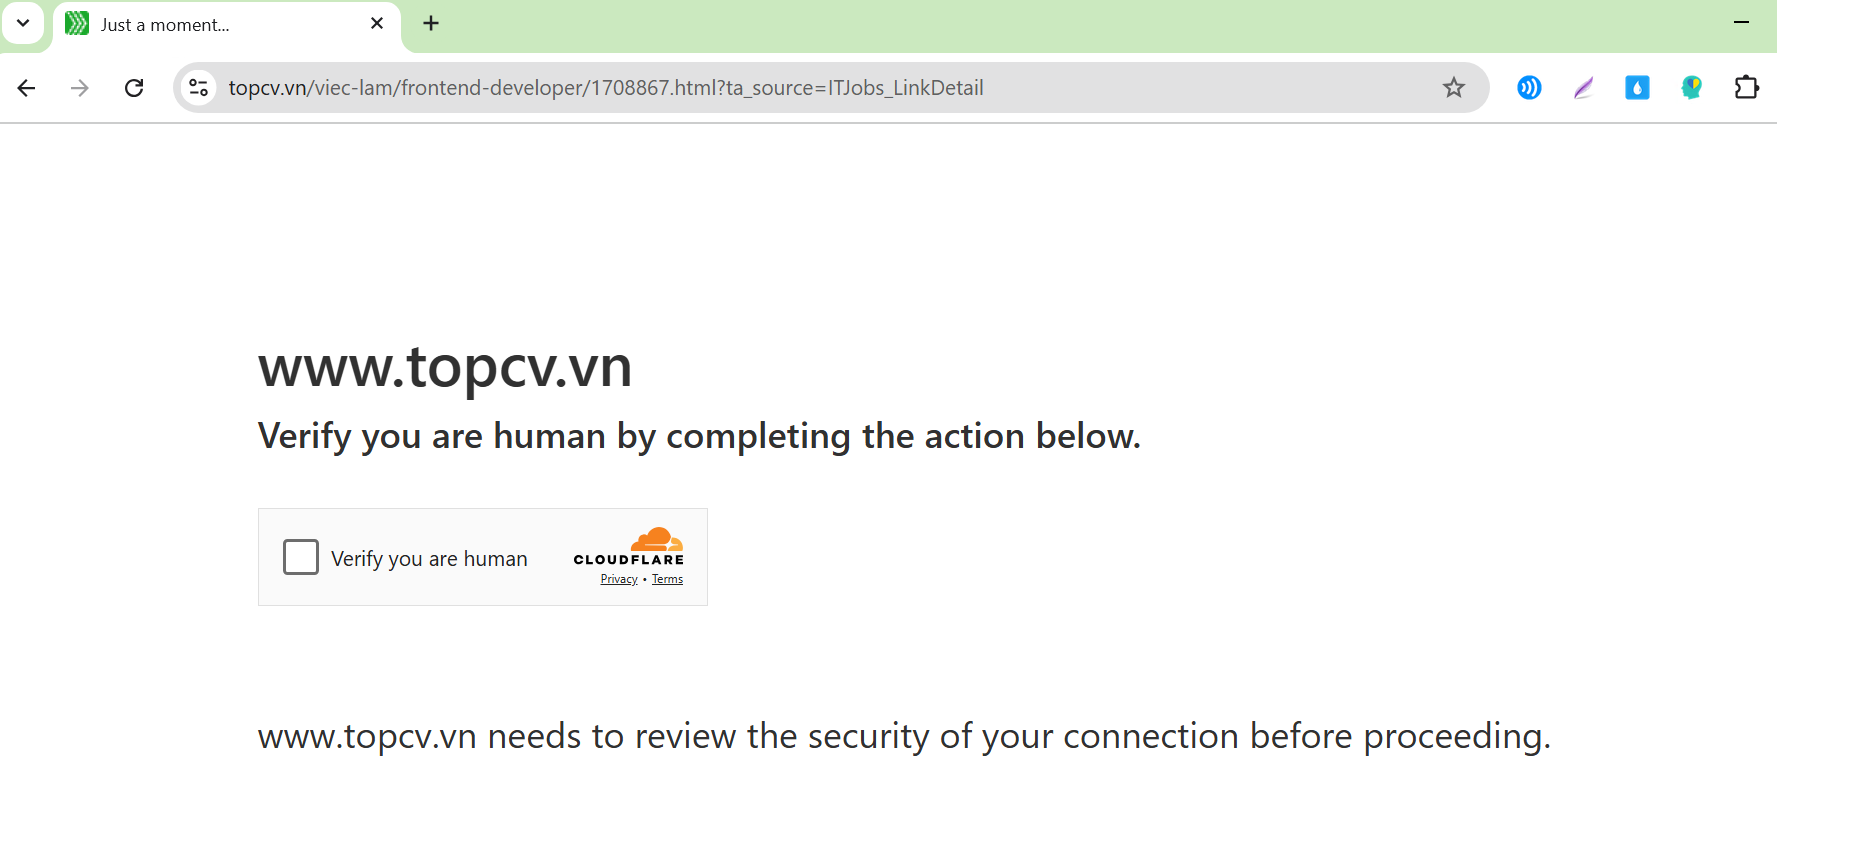 Just a moment...
topcv.vn/viec-lam/frontend-developer/1708867.html?ta_source=ITJobs_LinkDetail
www.topcv.vn
Verify you are human by completing the action below.
Verify you are human
CLOUDFLARE
Privacy • Terms
www.topcv.vn needs to review the security of your connection before proceeding.